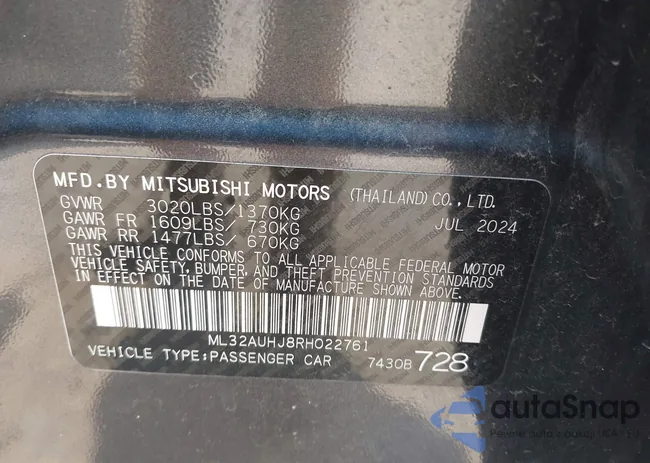 MFD.BY MITSUBISHI MOTORS (THAILAND) CO., LTD.
GVWR 3020LBS/1370KG JUL 2024
GAWR FR 1609LBS/ 730KG
GAWR RR 1477LBS/ 670KG
THIS VEHICLE CONFORMS TO ALL APPLICABLE FEDERAL MOTOR
VEHICLE SAFETY, BUMPER, AND THEFT PREVENTION STANDARDS
IN EFFECT ON THE DATE OF MANUFACTURE SHOWN ABOVE.
ML32AUHJ8RH022761
VEHICLE TYPE:PASSENGER CAR 7430B 728
autaSnap